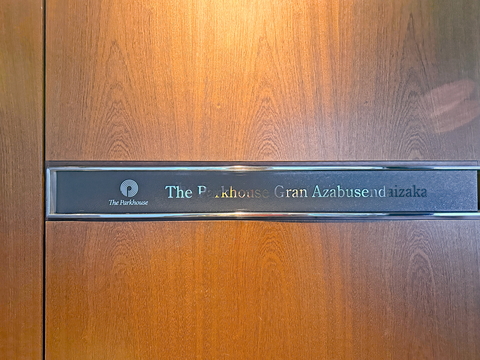 The Parkhouse
The Parkhouse Gran Azabusendaizaka